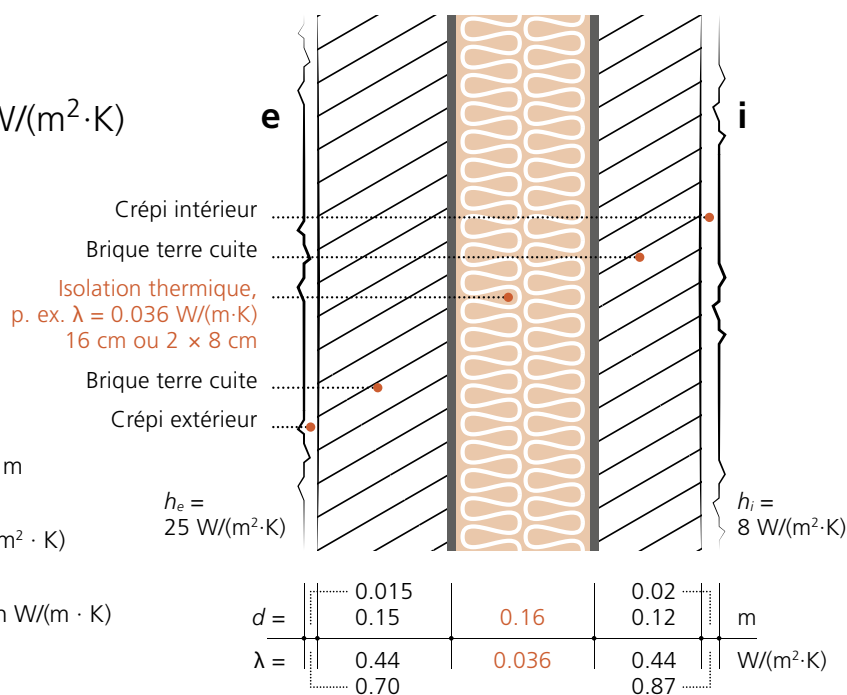 W/(m²·K)
e
i
Crépi intérieur
Brique terre cuite
Isolation thermique,
p. ex. λ = 0.036 W/(m·K)
16 cm ou 2 × 8 cm
Brique terre cuite
Crépi extérieur
m
hₑ =
25 W/(m²·K)
hᵢ =
8 W/(m²·K)
m² · K)
0.015 0.02
d = 0.15 0.16 0.12 m
n W/(m · K)
λ = 0.44 0.036 0.44 W/(m²·K)
0.70 0.87